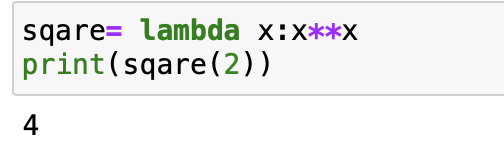 sqare= lambda x:x**x
print(sqare(2))
4